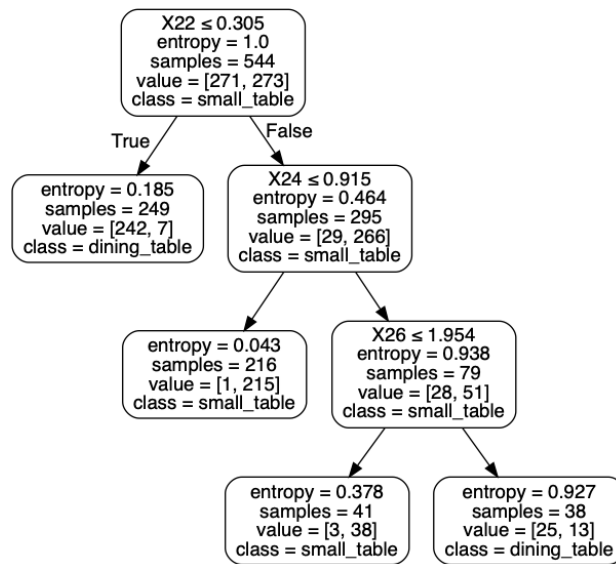 X22 ≤ 0.305
entropy = 1.0
samples = 544
value = [271, 273]
class = small_table
True
False
entropy = 0.185
samples = 249
value = [242, 7]
class = dining_table
X24 ≤ 0.915
entropy = 0.464
samples = 295
value = [29, 266]
class = small_table
entropy = 0.043
samples = 216
value = [1, 215]
class = small_table
X26 ≤ 1.954
entropy = 0.938
samples = 79
value = [28, 51]
class = small_table
entropy = 0.378
samples = 41
value = [3, 38]
class = small_table
entropy = 0.927
samples = 38
value = [25, 13]
class = dining_table